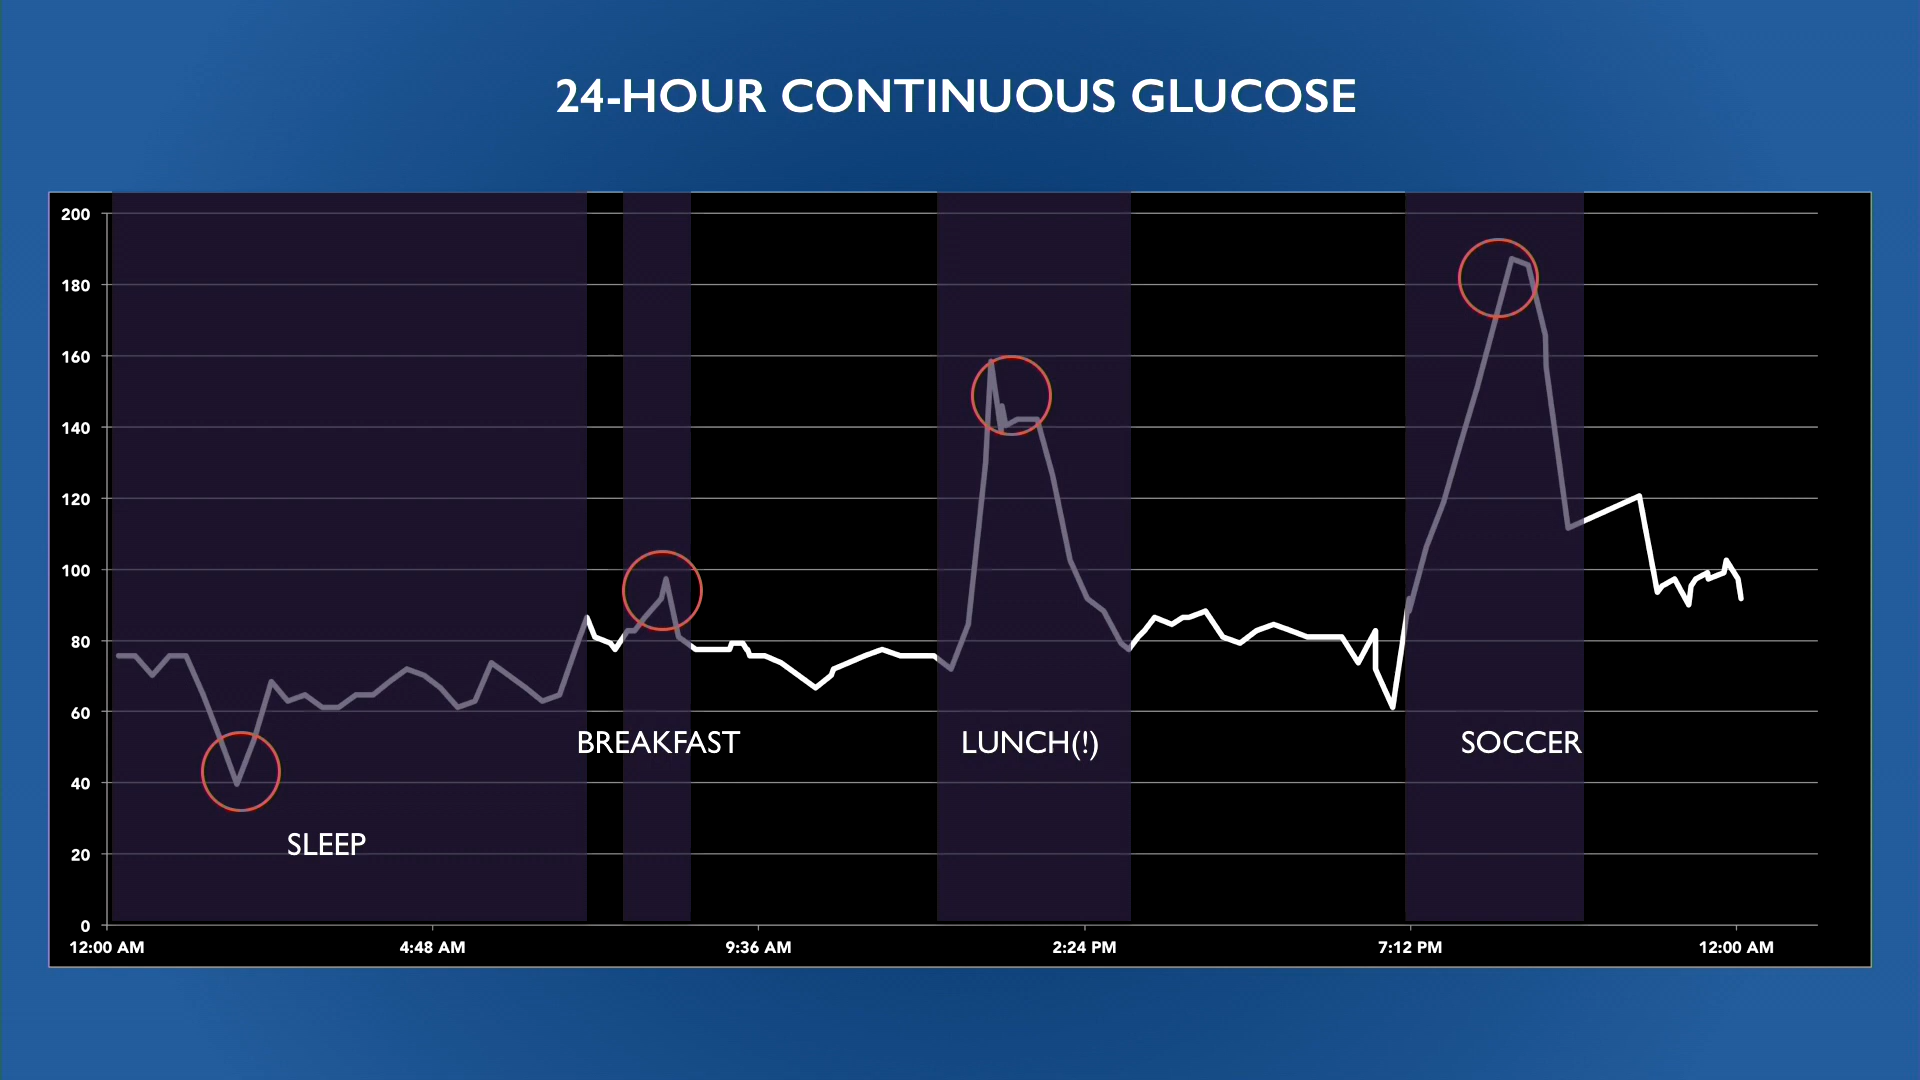 24-HOUR CONTINUOUS GLUCOSE
200
180
160
140
120
100
80
60
BREAKFAST
LUNCH(!)
SOCCER
40
SLEEP
20
0
12:00 AM
4:48 AM
9:36 AM
2:24 PM
7:12 PM
12:00 AM